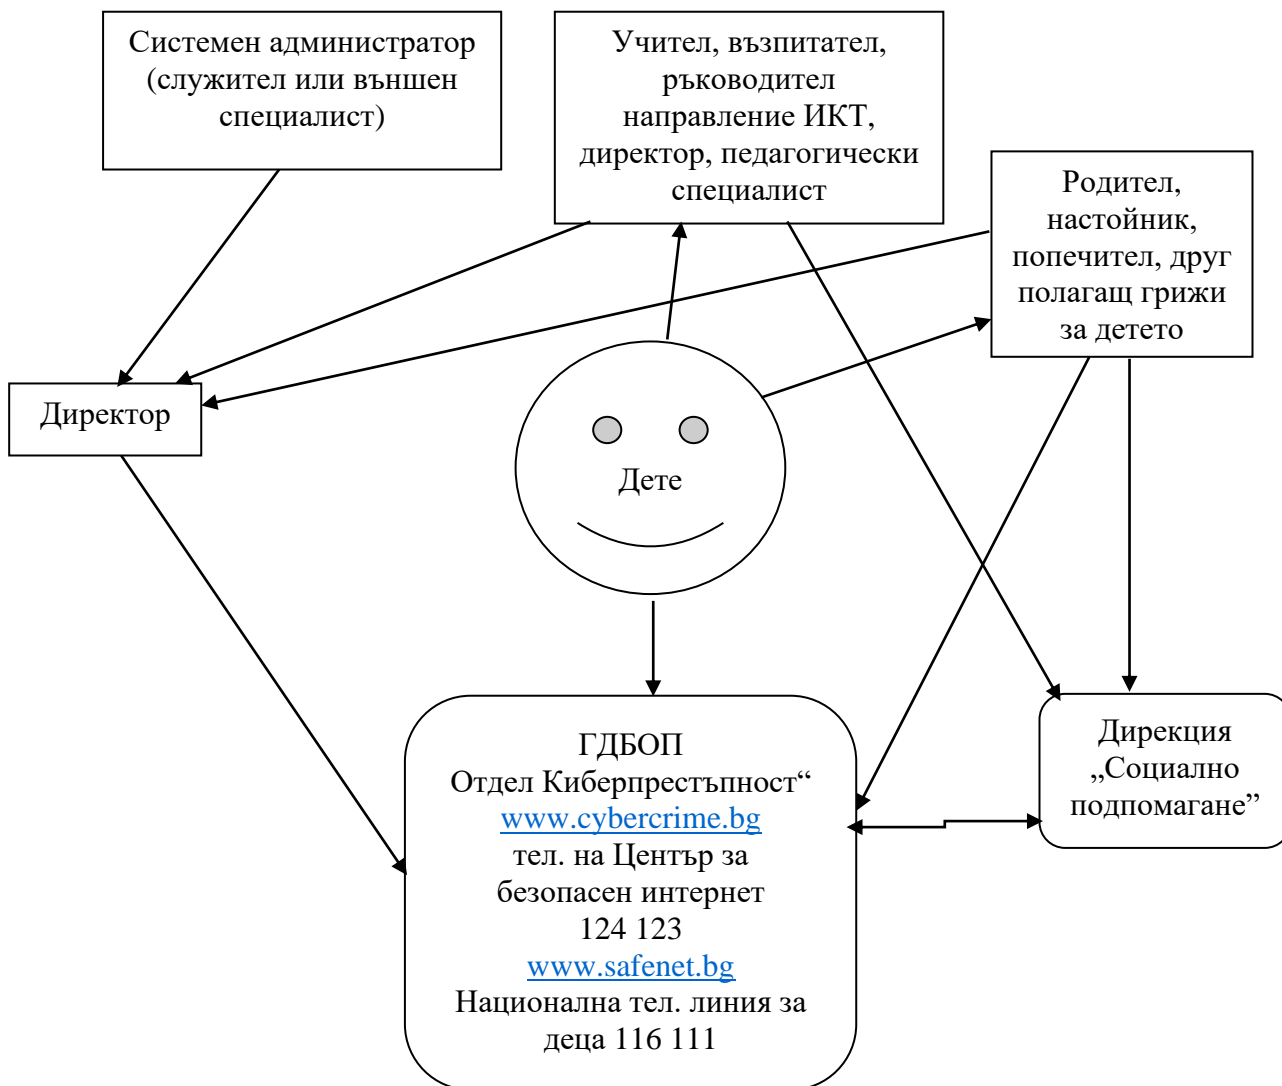 Системен администратор
(служител или външен
специалист)
Учител, възпитател,
ръководител
направление ИКТ,
директор, педагогически
специалист
Родител,
настойник,
попечител, друг
полагащ грижи
за детето
Директор
Дете
ГДБОП
Отдел Киберпрестъпност“
www.cybercrime.bg
тел. на Център за
безопасен интернет
124 123
www.safenet.bg
Национална тел. линия за
деца 116 111
Дирекция
„Социално
подпомагане”